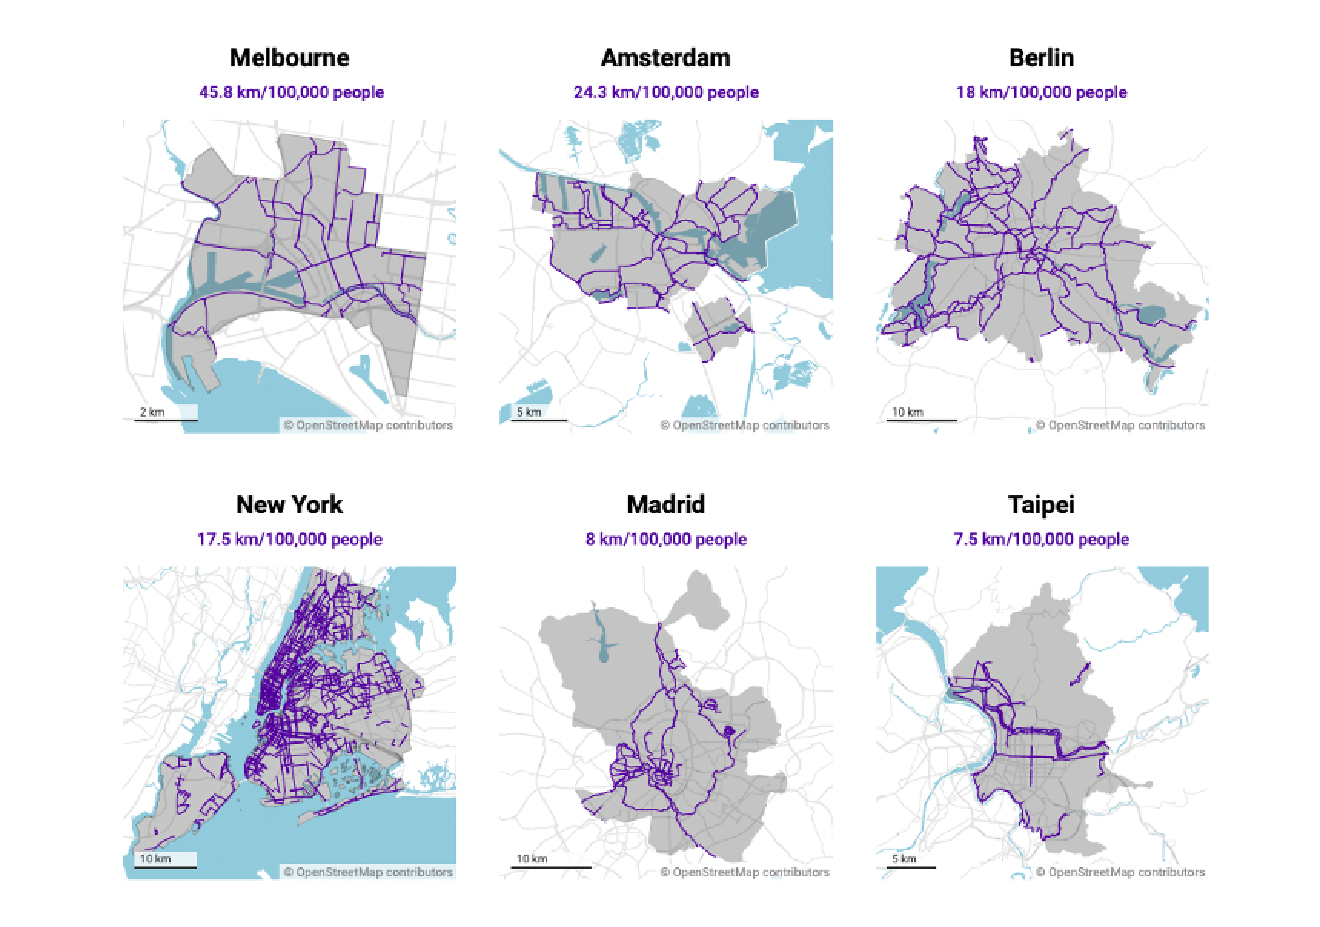 Melbourne
45.8 km/100,000 people
Amsterdam
24.3 km/100,000 people
Berlin
18 km/100,000 people
2 km
© OpenStreetMap contributors
5 km
© OpenStreetMap contributors
10 km
© OpenStreetMap contributors
New York
17.5 km/100,000 people
Madrid
8 km/100,000 people
Taipei
7.5 km/100,000 people
10 km
© OpenStreetMap contributors
10 km
© OpenStreetMap contributors
5 km
© OpenStreetMap contributors